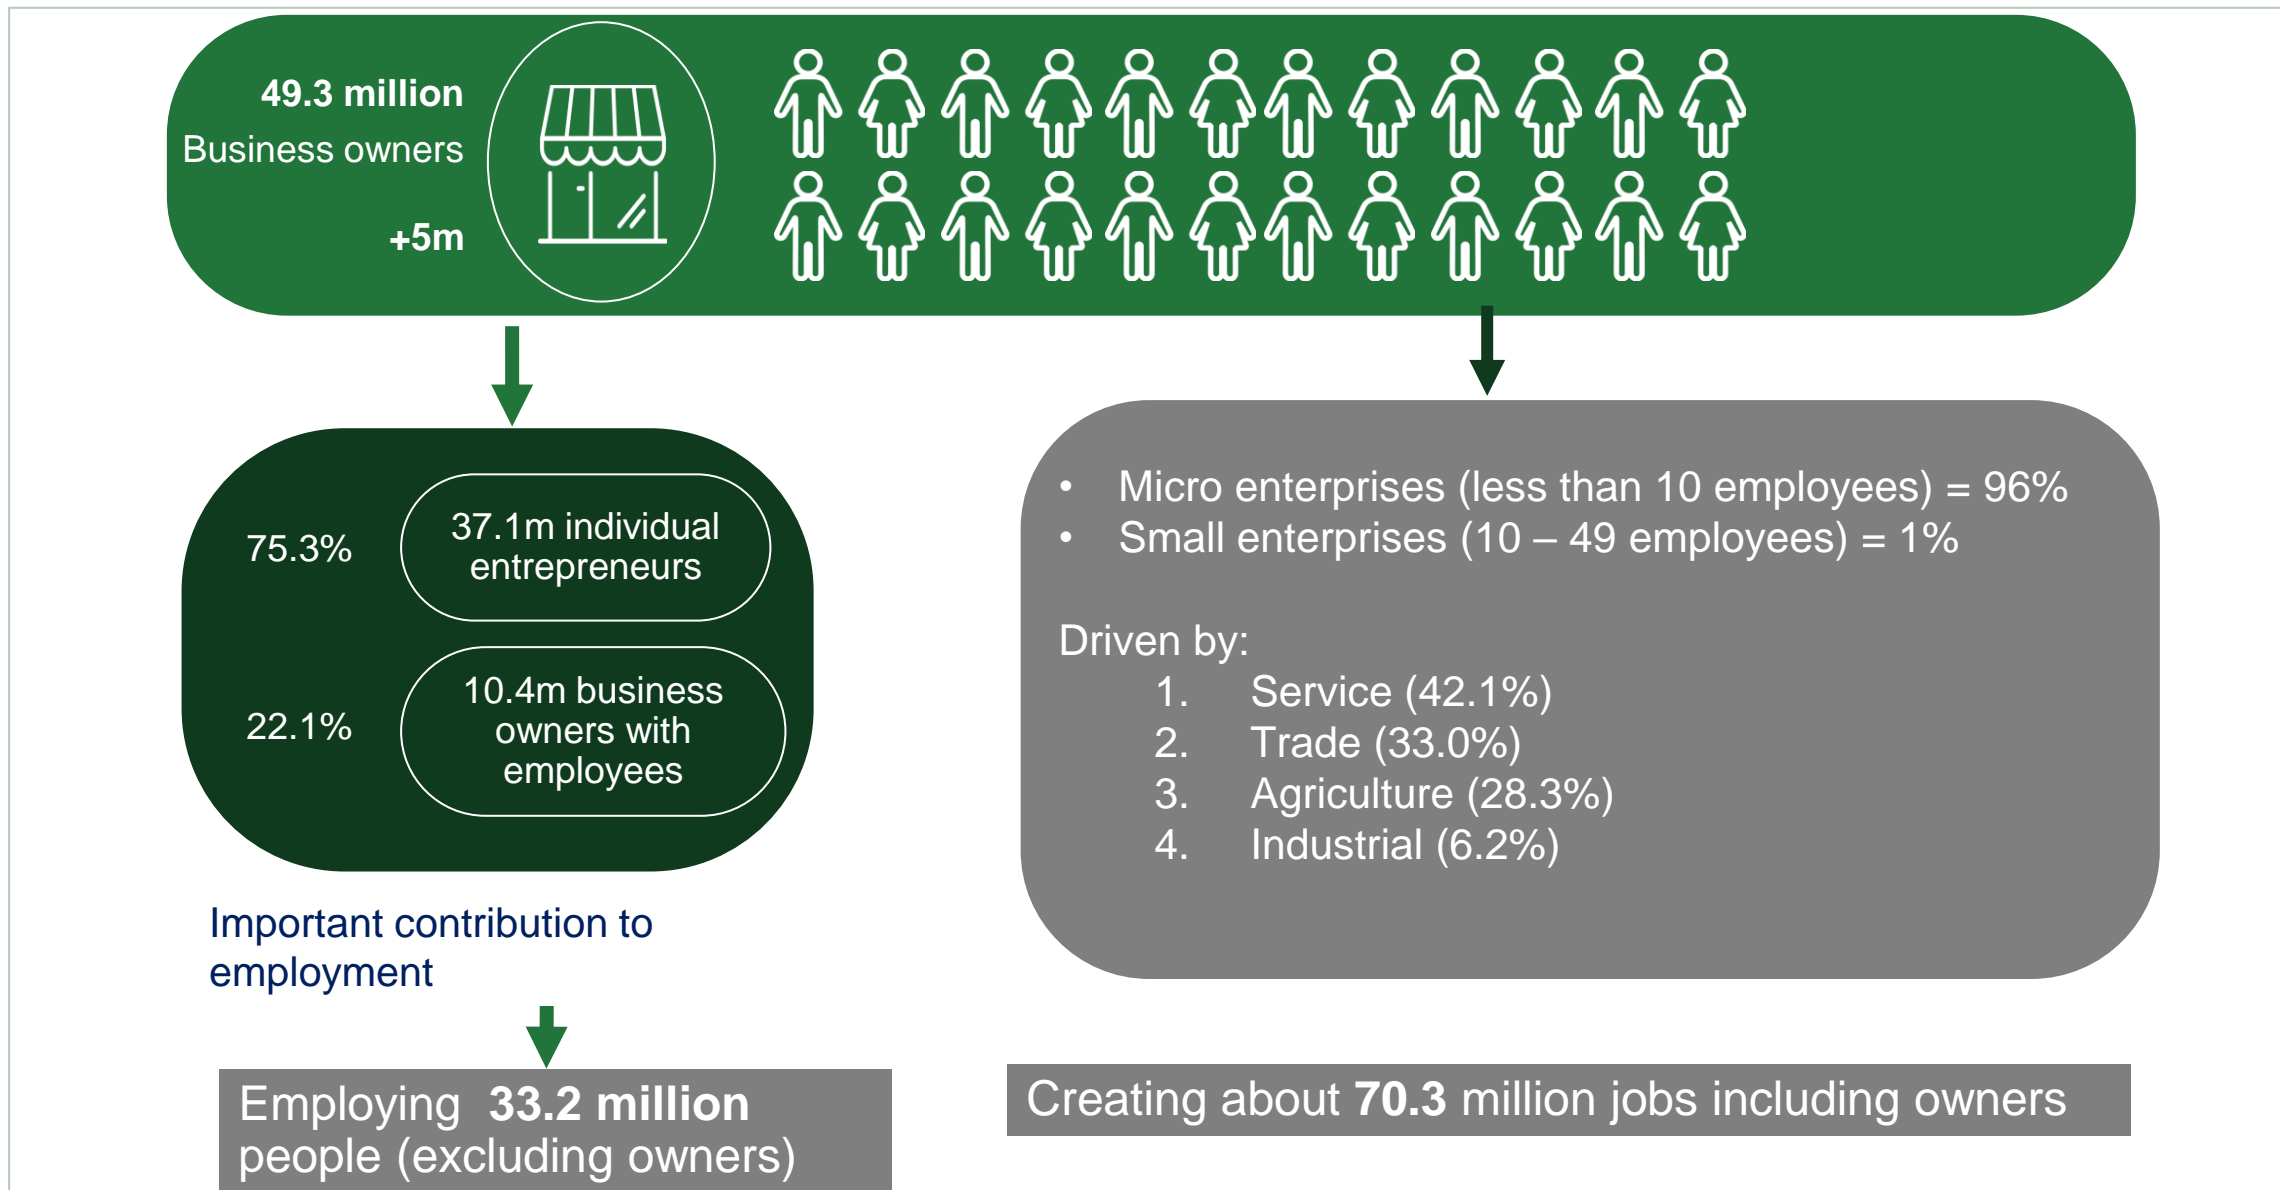 49.3 million
Business owners
+5m
75.3%
37.1m individual
entrepreneurs
22.1%
10.4m business
owners with
employees
Important contribution to
employment
Employing 33.2 million
people (excluding owners)
• Micro enterprises (less than 10 employees) = 96%
• Small enterprises (10 – 49 employees) = 1%
Driven by:
1. Service (42.1%)
2. Trade (33.0%)
3. Agriculture (28.3%)
4. Industrial (6.2%)
Creating about 70.3 million jobs including owners